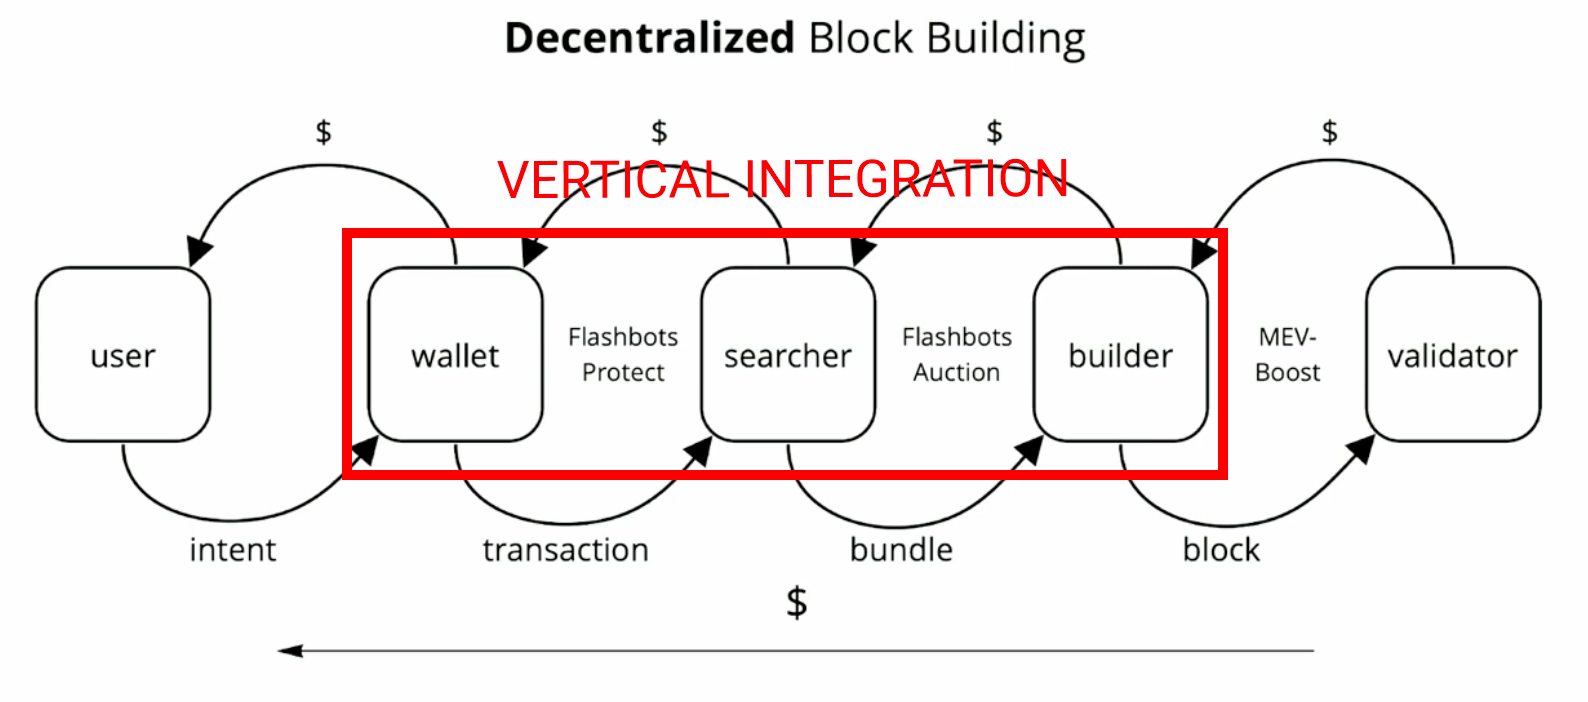 Decentralized Block Building
$ $ $ $
VERTICAL INTEGRATION
user
wallet
Flashbots
Protect
searcher
Flashbots
Auction
builder
MEV-
Boost
validator
intent
transaction
bundle
block
$